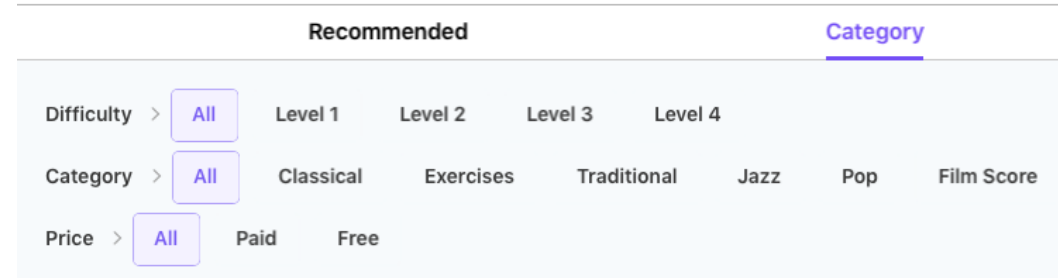 Recommended Category
Difficulty > All Level 1 Level 2 Level 3 Level 4
Category > All Classical Exercises Traditional Jazz Pop Film Score
Price > All Paid Free